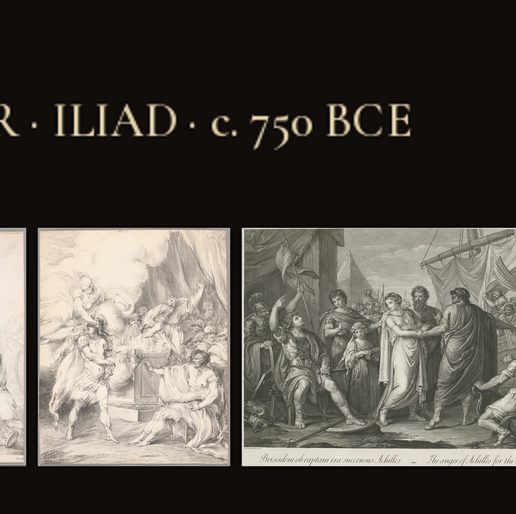 R · ILIAD · c. 750 BCE
Briseidem ob raptam ira succensus Achilles – The anger of Achilles for the